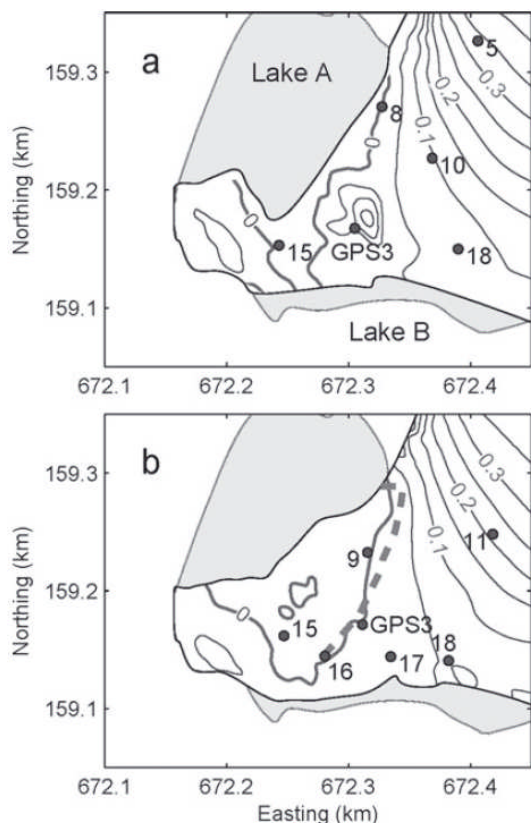 a
Lake A
5
0.3
0.2
8
0
0.1
10
0
15
GPS3
18
Lake B
Northing (km)
159.3
159.2
159.1
672.1 672.2 672.3 672.4
b
0.3
0.2
0.1
11
9
0
15
GPS3
16
17
18
Northing (km)
159.3
159.2
159.1
672.1 672.2 672.3 672.4
Easting (km)